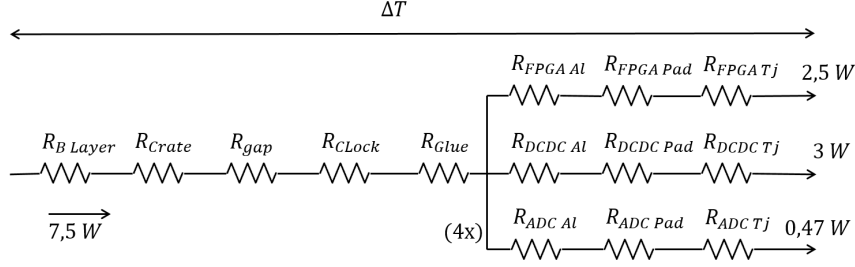 ΔT
R_FPGA Al R_FPGA Pad R_FPGA Tj 2,5 W
R_B Layer R_Crate R_gap R_CLock R_Glue R_DCDC Al R_DCDC Pad R_DCDC Tj 3 W
7,5 W (4x) R_ADC Al R_ADC Pad R_ADC Tj 0,47 W